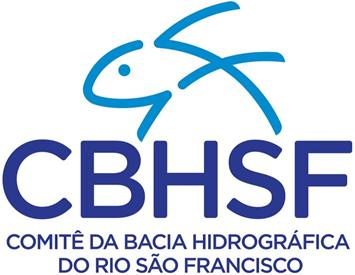 CBHSF
COMITÊ DA BACIA HIDROGRÁFICA
DO RIO SÃO FRANCISCO